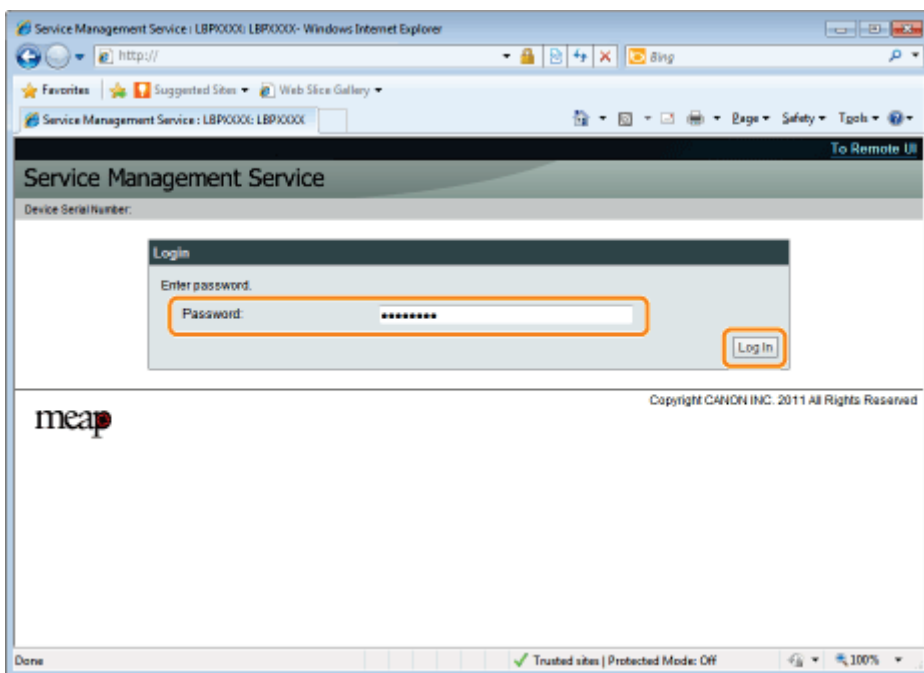 Service Management Service : LBPXXXX: LBPXXXX- Windows Internet Explorer
http://
Bing
Favorites Suggested Sites Web Slice Gallery
Service Management Service : LBPXXXX: LBPXXXX
Page Safety Tools
To Remote UI
Service Management Service
Device Serial Number:
Login
Enter password.
Password: ••••••••
Log In
Copyright CANON INC. 2011 All Rights Reserved
meap
Done Trusted sites | Protected Mode: Off 100%